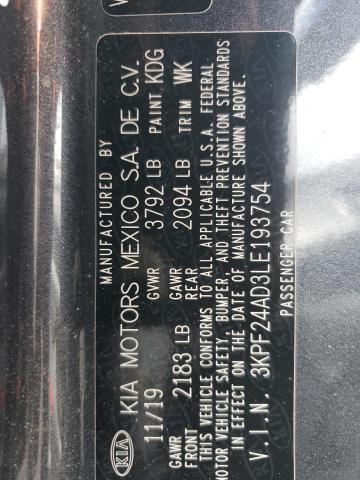 MANUFACTURED BY
KIA KIA MOTORS MEXICO S.A. DE C.V.
11/19 GVWR 3792 LB PAINT KDG
GAWR FRONT 2183 LB GAWR REAR 2094 LB TRIM WK
THIS VEHICLE CONFORMS TO ALL APPLICABLE U.S.A. FEDERAL
MOTOR VEHICLE SAFETY, BUMPER, AND THEFT PREVENTION STANDARDS
IN EFFECT ON THE DATE OF MANUFACTURE SHOWN ABOVE.
V.I.N. 3KPF24AD3LE193754
PASSENGER CAR